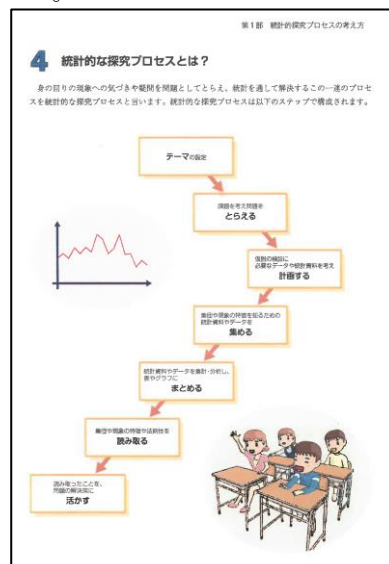 第1部 統計的探究プロセスの考え方
4 統計的な探究プロセスとは？
身の回りの現象への気づきや疑問を問題としてとらえ、統計を通して解決するこの一連のプロセ
スを統計的な探究プロセスと言います。統計的な探究プロセスは以下のステップで構成されます。
テーマの設定
課題を考え問題を
とらえる
仮説の検証に
必要なデータや統計資料を考え
計画する
集団や現象の特徴を知るための
統計資料やデータを
集める
統計資料やデータを集計・分析し、
表やグラフに
まとめる
集団や現象の特徴や法則性を
読み取る
読み取ったことを、
問題の解決策に
活かす